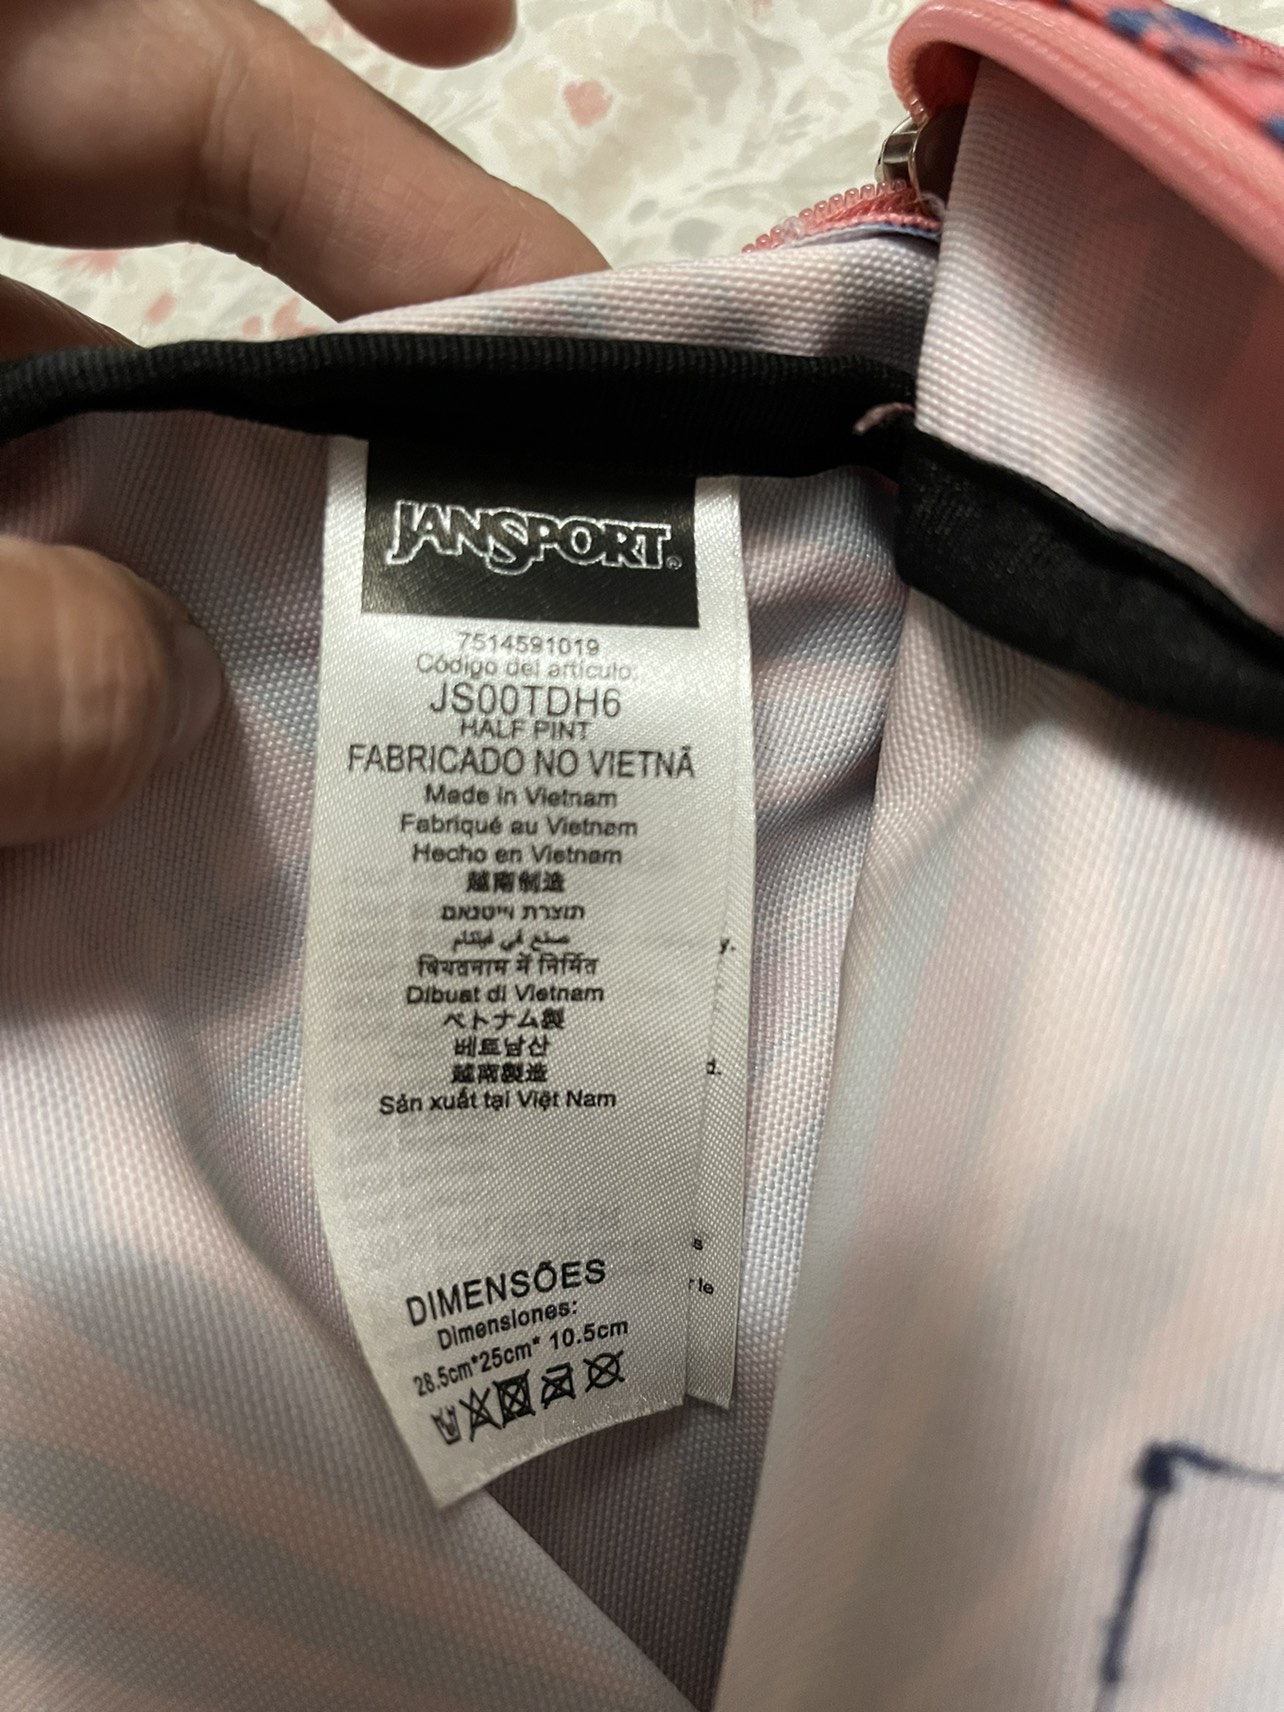 JANSPORT®
7514591019
Código del artículo:
JS00TDH6
HALF PINT
FABRICADO NO VIETNÃ
Made in Vietnam
Fabriqué au Vietnam
Hecho en Vietnam
越南制造
תוצרת וייטנאם
صنع في فيتنام
वियतनाम में निर्मित
Dibuat di Vietnam
ベトナム製
베트남산
越南製造
Sản xuất tại Việt Nam
DIMENSÕES
Dimensiones:
28.5cm*25cm* 10.5cm
y.
d.
s
r le